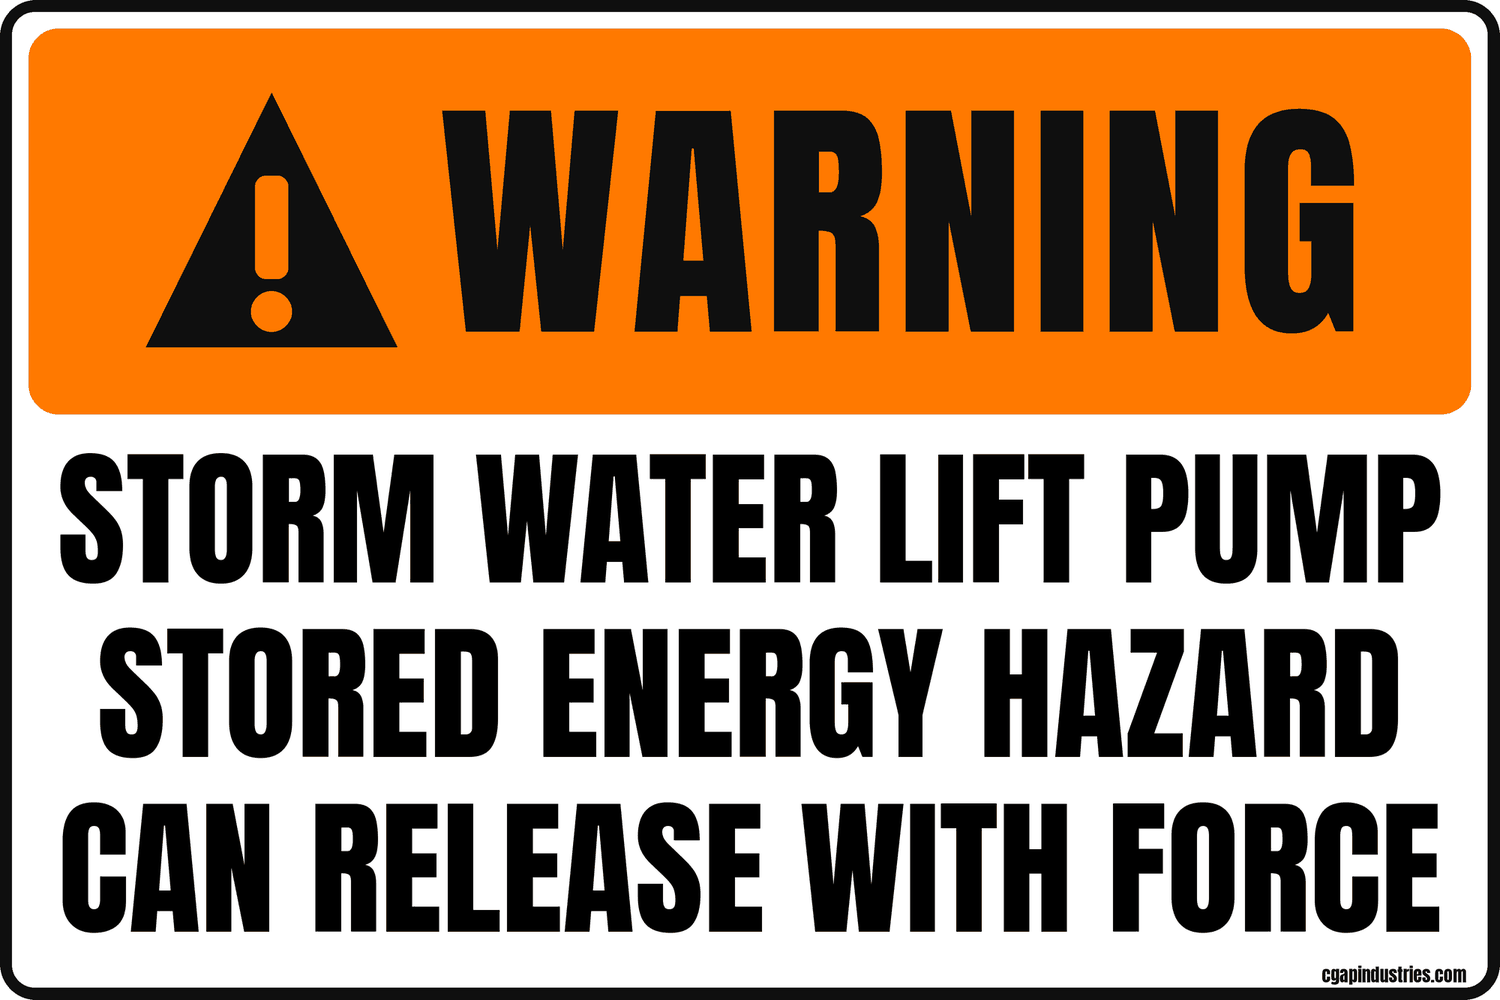 WARNING
STORM WATER LIFT PUMP
STORED ENERGY HAZARD
CAN RELEASE WITH FORCE
cgapindustries.com